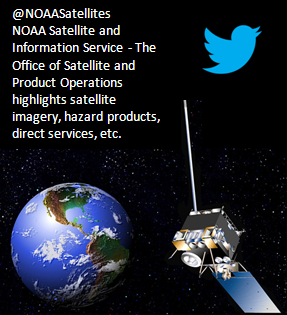 @NOAASatellites
NOAA Satellite and
Information Service - The
Office of Satellite and
Product Operations
highlights satellite
imagery, hazard products,
direct services, etc.